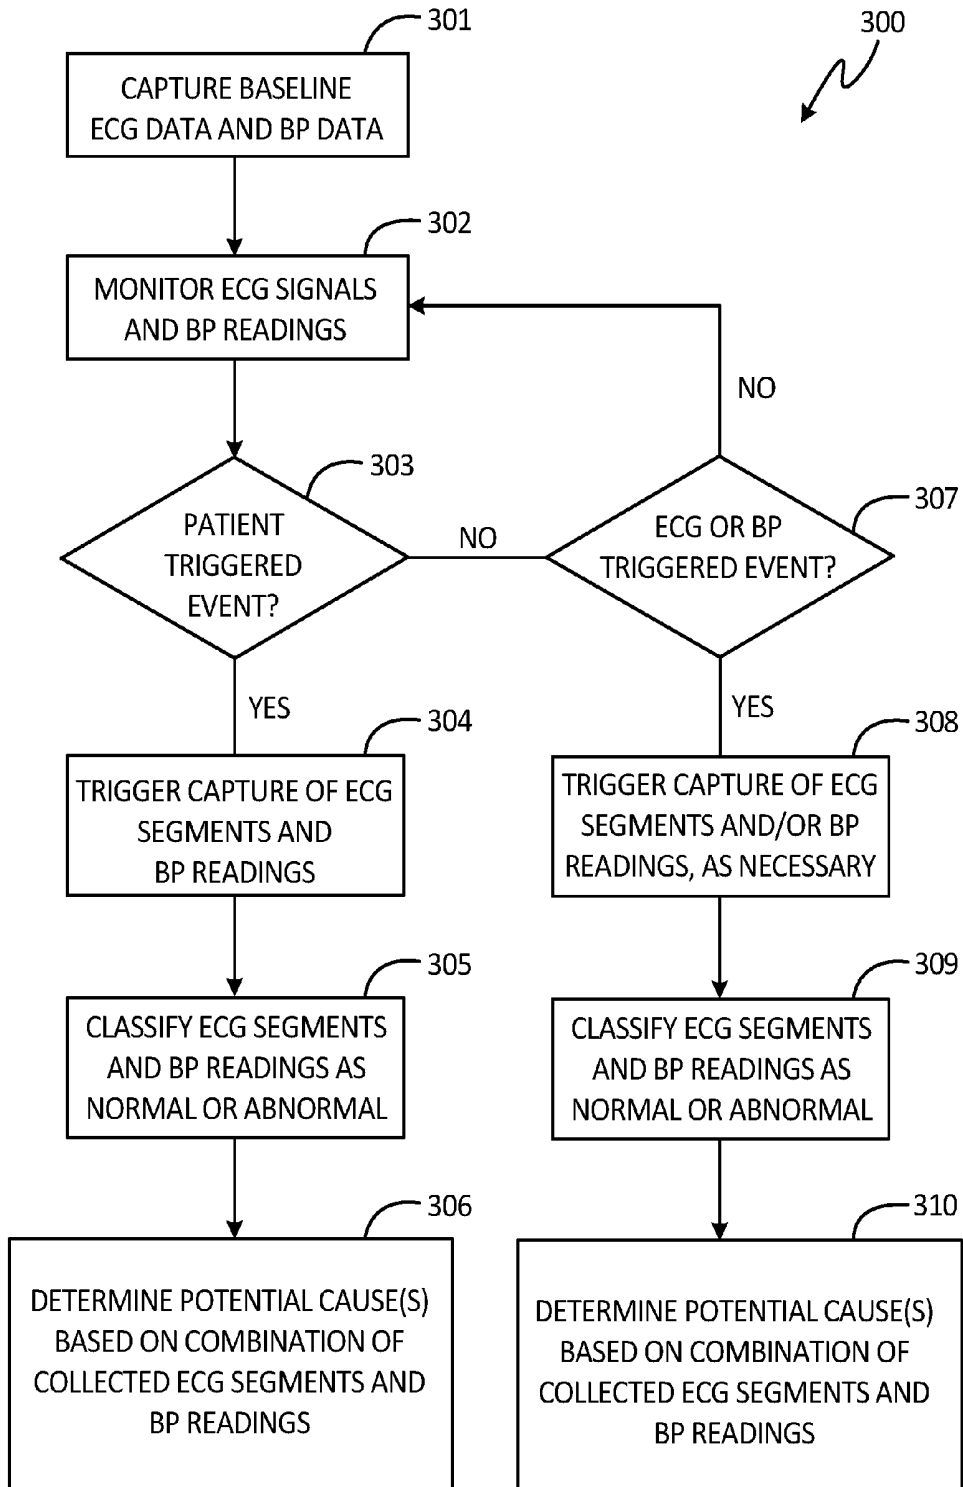 301
300
CAPTURE BASELINE
ECG DATA AND BP DATA
302
MONITOR ECG SIGNALS
AND BP READINGS
NO
303
PATIENT
TRIGGERED
EVENT?
NO
307
ECG OR BP
TRIGGERED EVENT?
YES
304
TRIGGER CAPTURE OF ECG
SEGMENTS AND
BP READINGS
YES
308
TRIGGER CAPTURE OF ECG
SEGMENTS AND/OR BP
READINGS, AS NECESSARY
305
CLASSIFY ECG SEGMENTS
AND BP READINGS AS
NORMAL OR ABNORMAL
309
CLASSIFY ECG SEGMENTS
AND BP READINGS AS
NORMAL OR ABNORMAL
306
DETERMINE POTENTIAL CAUSE(S)
BASED ON COMBINATION OF
COLLECTED ECG SEGMENTS AND
BP READINGS
310
DETERMINE POTENTIAL CAUSE(S)
BASED ON COMBINATION OF
COLLECTED ECG SEGMENTS AND
BP READINGS